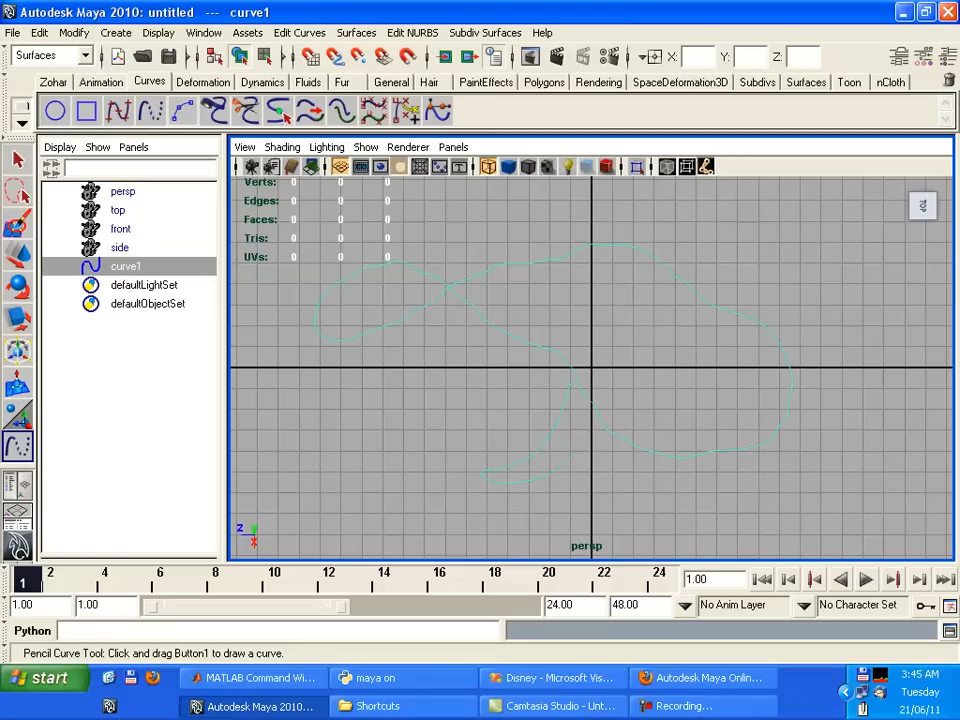 Autodesk Maya 2010: untitled --- curve1
File Edit Modify Create Display Window Assets Edit Curves Surfaces Edit NURBS Subdiv Surfaces Help
Surfaces X: Y: Z:
Zohar Animation Curves Deformation Dynamics Fluids Fur General Hair PaintEffects Polygons Rendering SpaceDeformation3D Subdivs Surfaces Toon nCloth
Display Show Panels
View Shading Lighting Show Renderer Panels
persp
top
front
side
curve1
defaultLightSet
defaultObjectSet
Verts: 0 0 0
Edges: 0 0 0
Faces: 0 0 0
Tris: 0 0 0
UVs: 0 0 0
TOP
z y
x
persp
1 2 4 6 8 10 12 14 16 18 20 22 24 1.00
1.00 1.00 24.00 48.00 No Anim Layer No Character Set
Python
Pencil Curve Tool: Click and drag Button1 to draw a curve.
start MATLAB Command Wi... maya on Disney - Microsoft Vis... Autodesk Maya Onlin... 3:45 AM
Tuesday
Autodesk Maya 2010... Shortcuts Camtasia Studio - Unt... Recording... 21/06/11